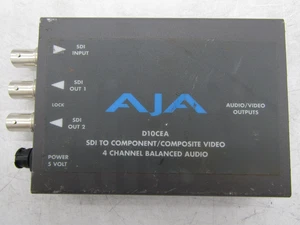 SDI
INPUT
SDI
OUT 1
LOCK
SDI
OUT 2
POWER
5 VOLT
AJA
AUDIO/VIDEO
OUTPUTS
D10CEA
SDI TO COMPONENT/COMPOSITE VIDEO
4 CHANNEL BALANCED AUDIO